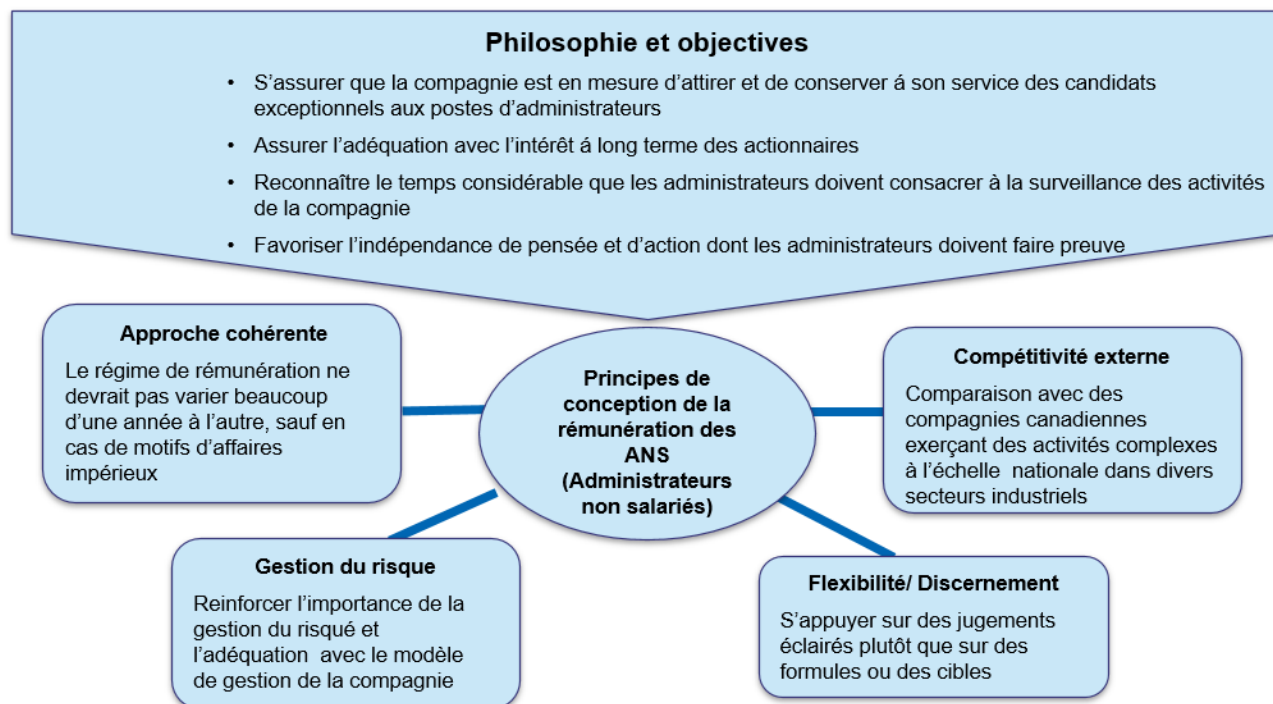 Philosophie et objectives
• S’assurer que la compagnie est en mesure d’attirer et de conserver á son service des candidats
exceptionnels aux postes d’administrateurs
• Assurer l’adéquation avec l’intérêt á long terme des actionnaires
• Reconnaître le temps considérable que les administrateurs doivent consacrer à la surveillance des activités
de la compagnie
• Favoriser l’indépendance de pensée et d’action dont les administrateurs doivent faire preuve
Approche cohérente
Le régime de rémunération ne
devrait pas varier beaucoup
d’une année à l’autre, sauf en
cas de motifs d’affaires
impérieux
Principes de
conception de la
rémunération des
ANS
(Administrateurs
non salariés)
Compétitivité externe
Comparaison avec des
compagnies canadiennes
exerçant des activités complexes
à l’échelle nationale dans divers
secteurs industriels
Gestion du risque
Reinforcer l’importance de la
gestion du risqué et
l’adéquation avec le modèle
de gestion de la compagnie
Flexibilité/ Discernement
S’appuyer sur des jugements
éclairés plutôt que sur des
formules ou des cibles